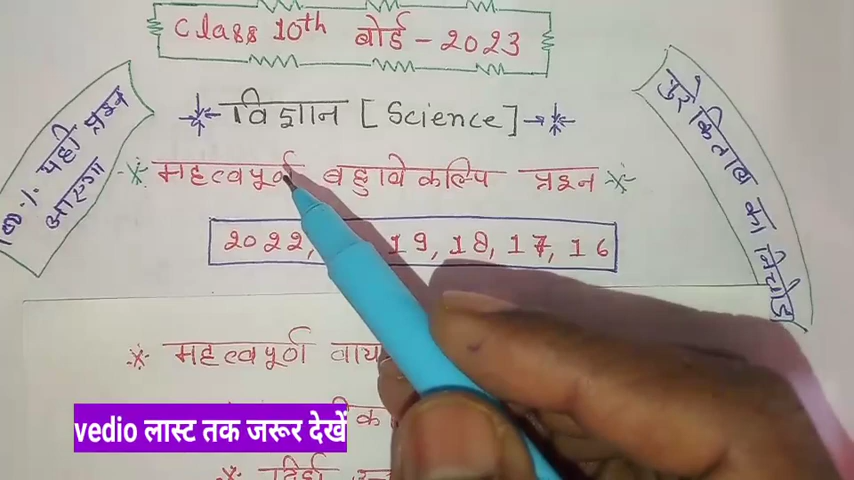 Class 10th बोर्ड - 2023
विज्ञान [Science]
100% यही प्रश्न
आएगा
पुरे किताब का निचोड़
महत्वपूर्ण बहुविकल्पि प्रश्न
2022, 19, 18, 17, 16
महत्वपूर्ण
vedio लास्ट तक जरूर देखें